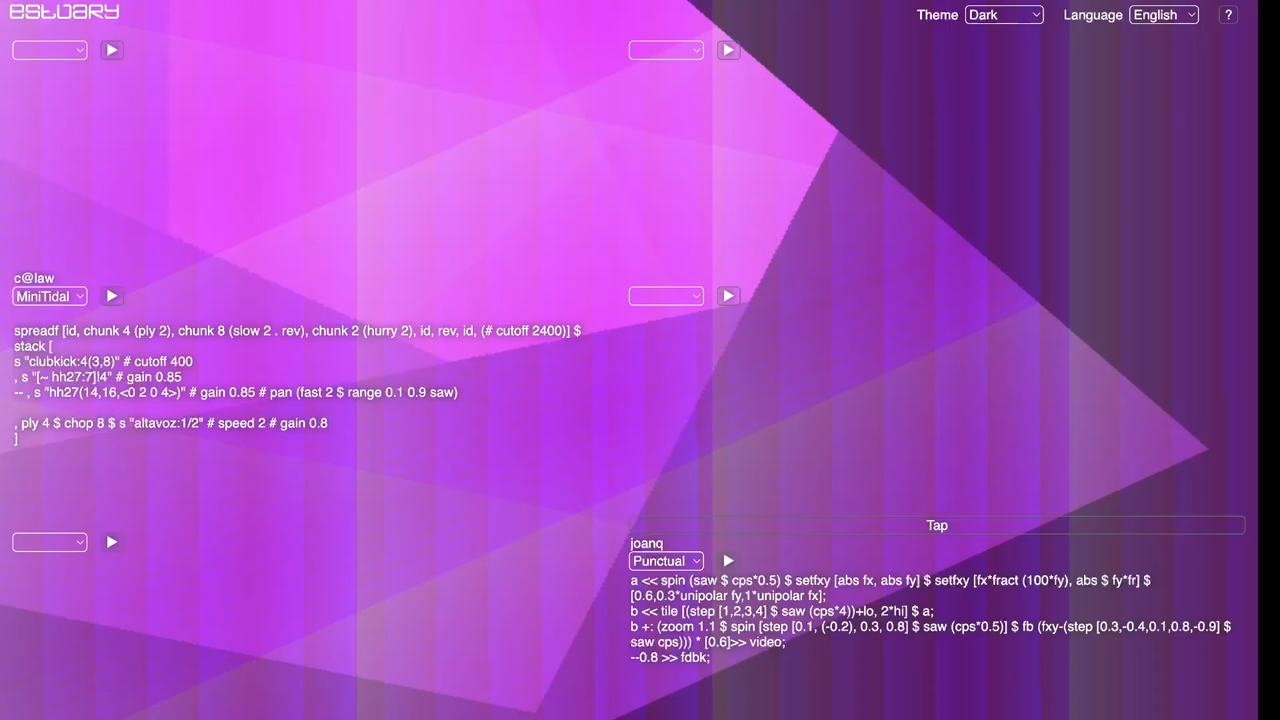 estuary
Theme Dark Language English ?
c@law
MiniTidal
spreadf [id, chunk 4 (ply 2), chunk 8 (slow 2 . rev), chunk 2 (hurry 2), id, rev, id, (# cutoff 2400)] $
stack [
s "clubkick:4(3,8)" # cutoff 400
, s "[~ hh27:7]!4" # gain 0.85
-- , s "hh27(14,16,<0 2 0 4>)" # gain 0.85 # pan (fast 2 $ range 0.1 0.9 saw)
, ply 4 $ chop 8 $ s "altavoz:1/2" # speed 2 # gain 0.8
]
Tap
joanq
Punctual
a << spin (saw $ cps*0.5) $ setfxy [abs fx, abs fy] $ setfxy [fx*fract (100*fy), abs $ fy*fr] $
[0.6,0.3*unipolar fy,1*unipolar fx];
b << tile [(step [1,2,3,4] $ saw (cps*4))+lo, 2*hi] $ a;
b +: (zoom 1.1 $ spin [step [0.1, (-0.2), 0.3, 0.8] $ saw (cps*0.5)] $ fb (fxy-(step [0.3,-0.4,0.1,0.8,-0.9] $
saw cps))) * [0.6]>> video;
--0.8 >> fdbk;